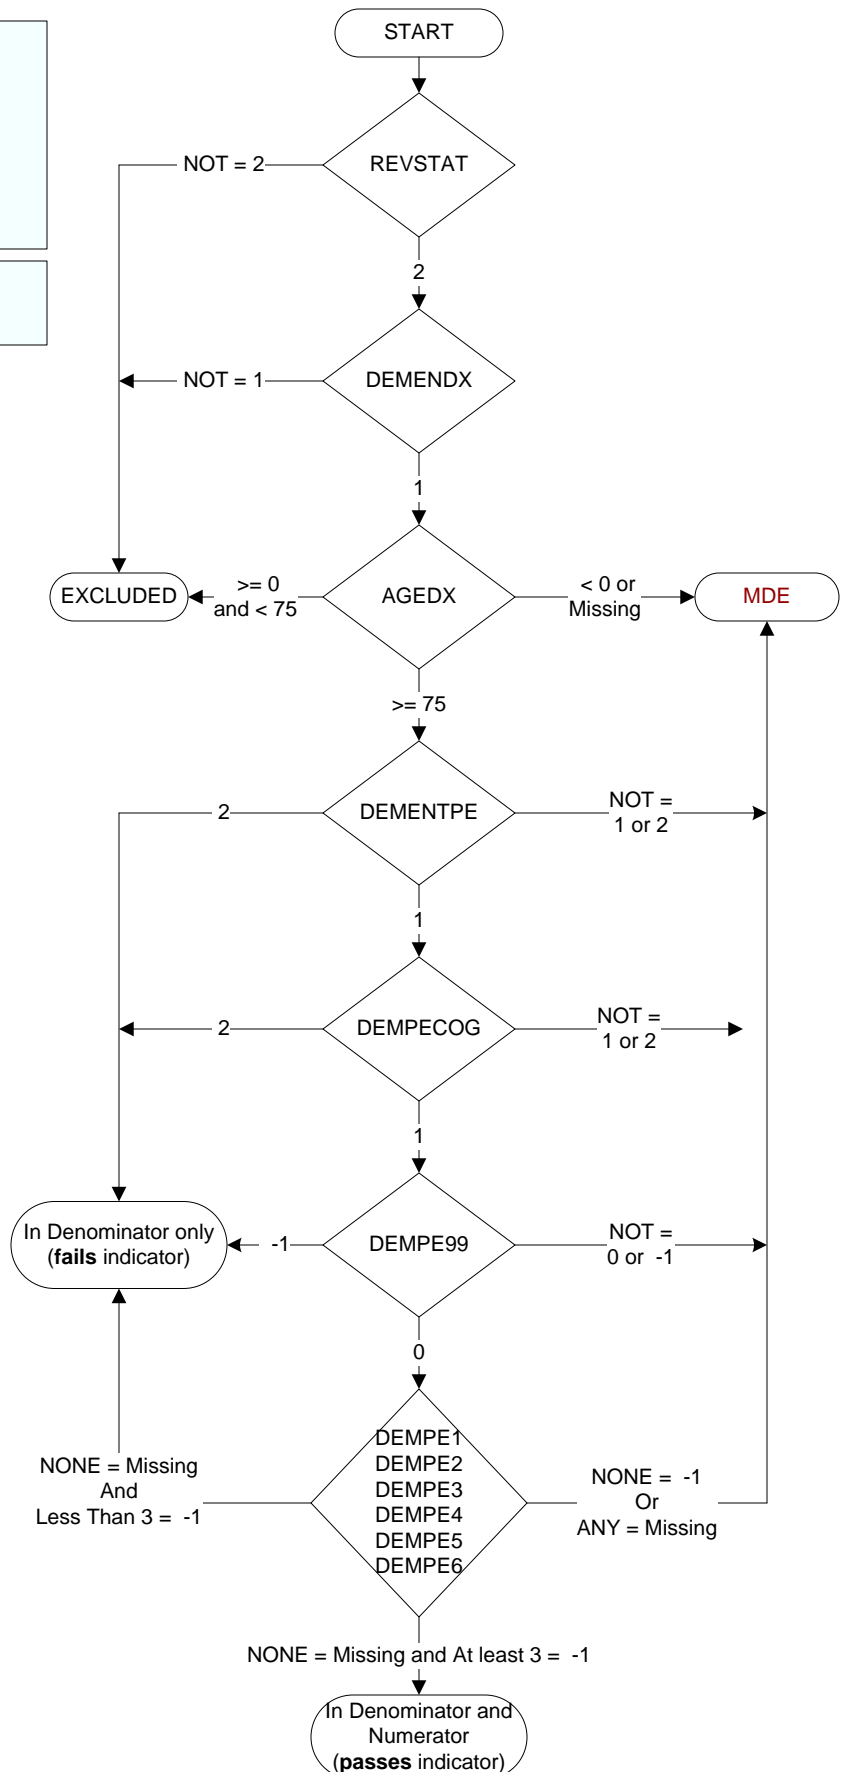 START
REVSTAT
NOT = 2
2
DEMENDX
NOT = 1
1
EXCLUDED
>= 0
and < 75
AGEDX
< 0 or
Missing
MDE
>= 75
2
DEMENTPE
NOT =
1 or 2
1
2
DEMPECOG
NOT =
1 or 2
1
In Denominator only
(fails indicator)
-1
DEMPE99
NOT =
0 or -1
0
NONE = Missing
And
Less Than 3 = -1
DEMPE1
DEMPE2
DEMPE3
DEMPE4
DEMPE5
DEMPE6
NONE = -1
Or
ANY = Missing
NONE = Missing and At least 3 = -1
In Denominator and
Numerator
(passes indicator)